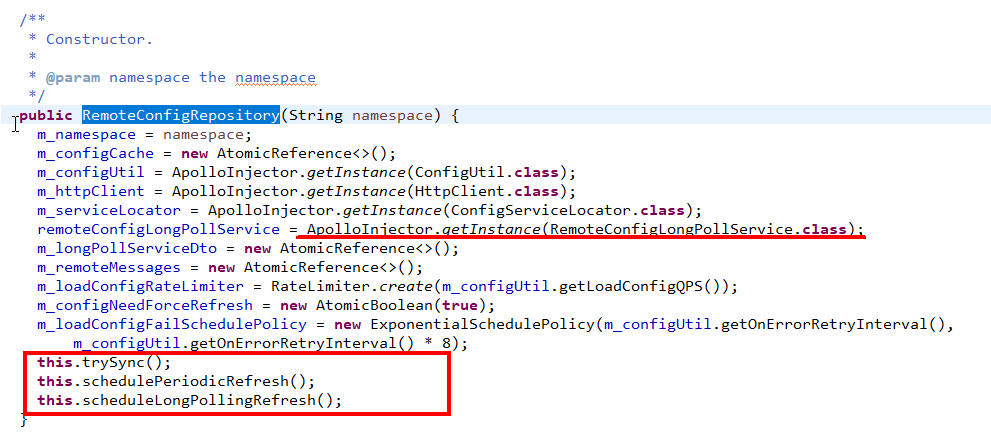 /**
 * Constructor.
 *
 * @param namespace the namespace
 */
public RemoteConfigRepository(String namespace) {
  m_namespace = namespace;
  m_configCache = new AtomicReference<>();
  m_configUtil = ApolloInjector.getInstance(ConfigUtil.class);
  m_httpClient = ApolloInjector.getInstance(HttpClient.class);
  m_serviceLocator = ApolloInjector.getInstance(ConfigServiceLocator.class);
  remoteConfigLongPollService = ApolloInjector.getInstance(RemoteConfigLongPollService.class);
  m_longPollServiceDto = new AtomicReference<>();
  m_remoteMessages = new AtomicReference<>();
  m_loadConfigRateLimiter = RateLimiter.create(m_configUtil.getLoadConfigQPS());
  m_configNeedForceRefresh = new AtomicBoolean(true);
  m_loadConfigFailSchedulePolicy = new ExponentialSchedulePolicy(m_configUtil.getOnErrorRetryInterval(),
      m_configUtil.getOnErrorRetryInterval() * 8);
  this.trySync();
  this.schedulePeriodicRefresh();
  this.scheduleLongPollingRefresh();
}